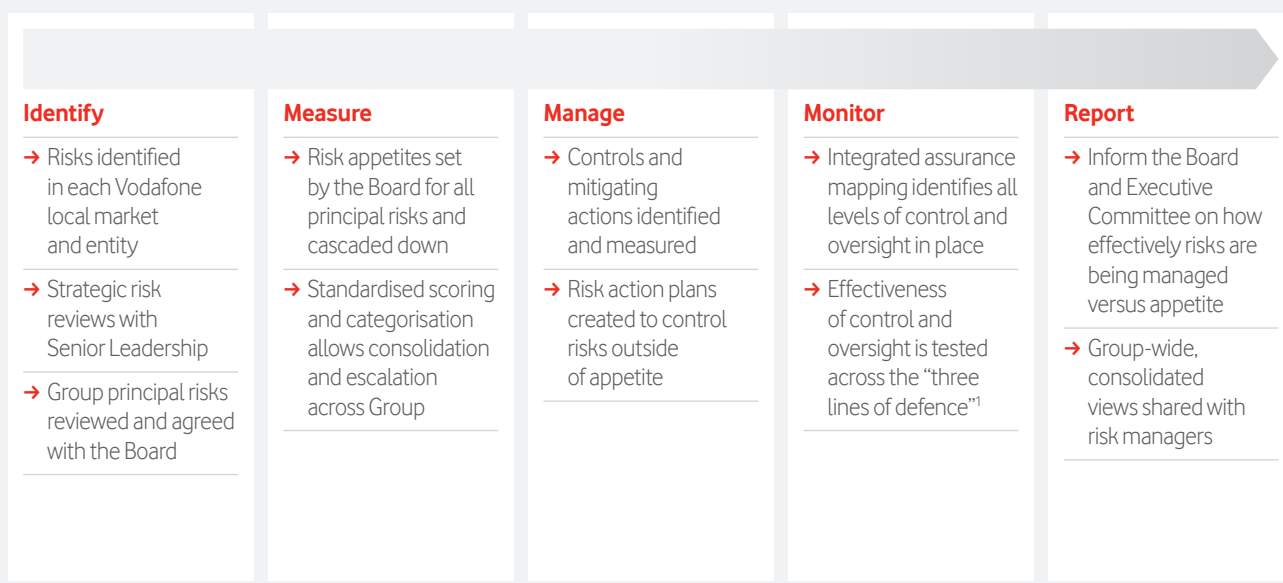 Identify
→ Risks identified
in each Vodafone
local market
and entity
→ Strategic risk
reviews with
Senior Leadership
→ Group principal risks
reviewed and agreed
with the Board
Measure
→ Risk appetites set
by the Board for all
principal risks and
cascaded down
→ Standardised scoring
and categorisation
allows consolidation
and escalation
across Group
Manage
→ Controls and
mitigating
actions identified
and measured
→ Risk action plans
created to control
risks outside
of appetite
Monitor
→ Integrated assurance
mapping identifies all
levels of control and
oversight in place
→ Effectiveness
of control and
oversight is tested
across the “three
lines of defence”¹
Report
→ Inform the Board
and Executive
Committee on how
effectively risks are
being managed
versus appetite
→ Group-wide,
consolidated
views shared with
risk managers